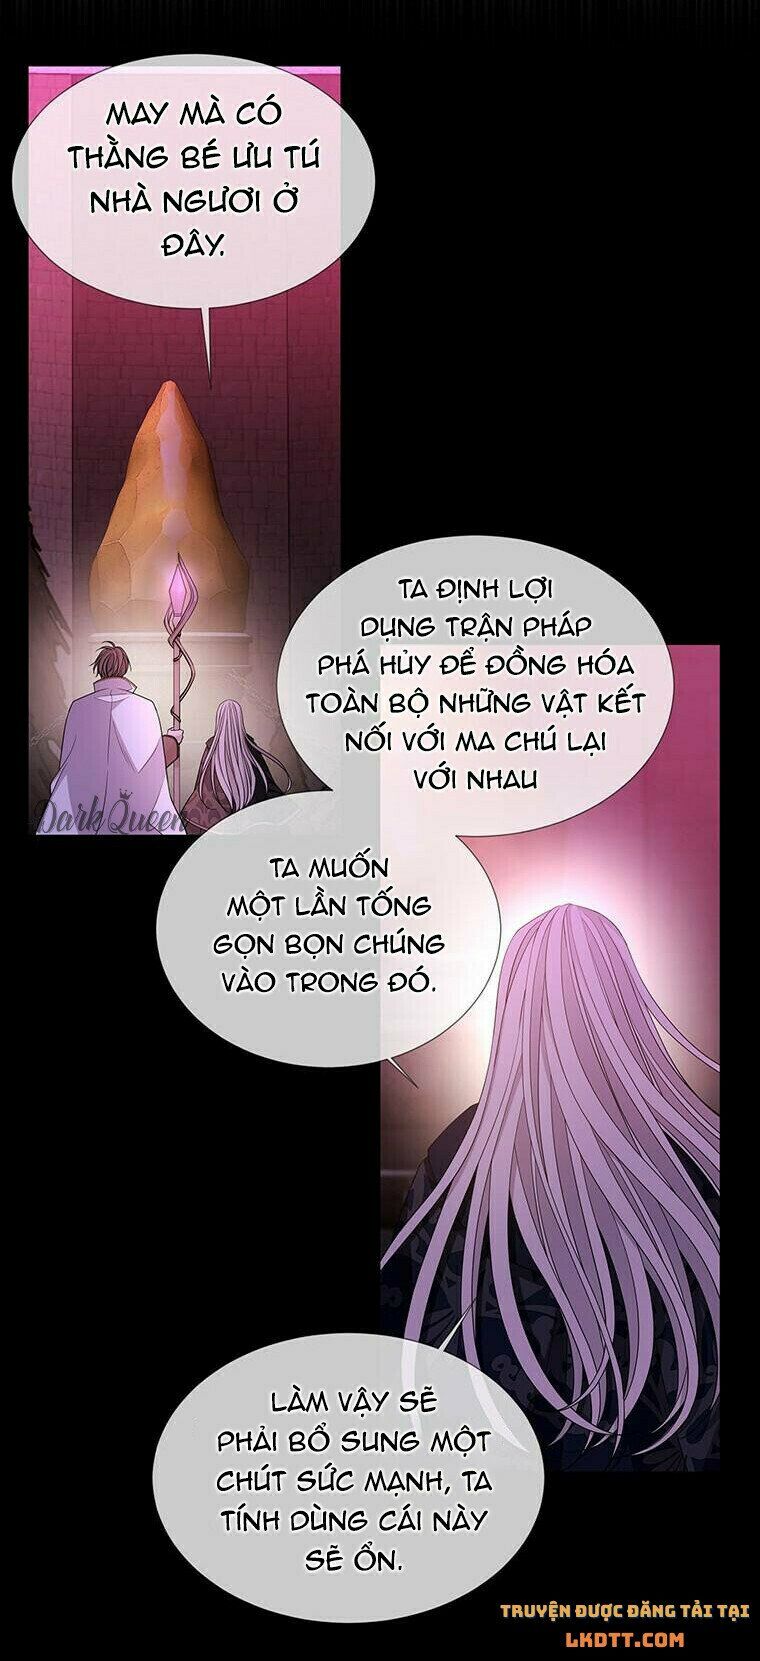 MAY MÀ CÓ
THẰNG BÉ ƯU TÚ
NHÀ NGƯƠI Ở
ĐÂY.
TA ĐỊNH LỢI
DỤNG TRẬN PHÁP
PHÁ HỦY ĐỂ ĐỒNG HÓA
TOÀN BỘ NHỮNG VẬT KẾT
NỐI VỚI MA CHÚ LẠI
VỚI NHAU
DarkQueen
TA MUỐN
MỘT LẦN TỐNG
GỌN BỌN CHÚNG
VÀO TRONG ĐÓ.
LÀM VẬY SẼ
PHẢI BỔ SUNG MỘT
CHÚT SỨC MẠNH, TA
TÍNH DÙNG CÁI NÀY
SẼ ỔN.
TRUYỆN ĐƯỢC ĐĂNG TẢI TẠI
LKDTT.COM